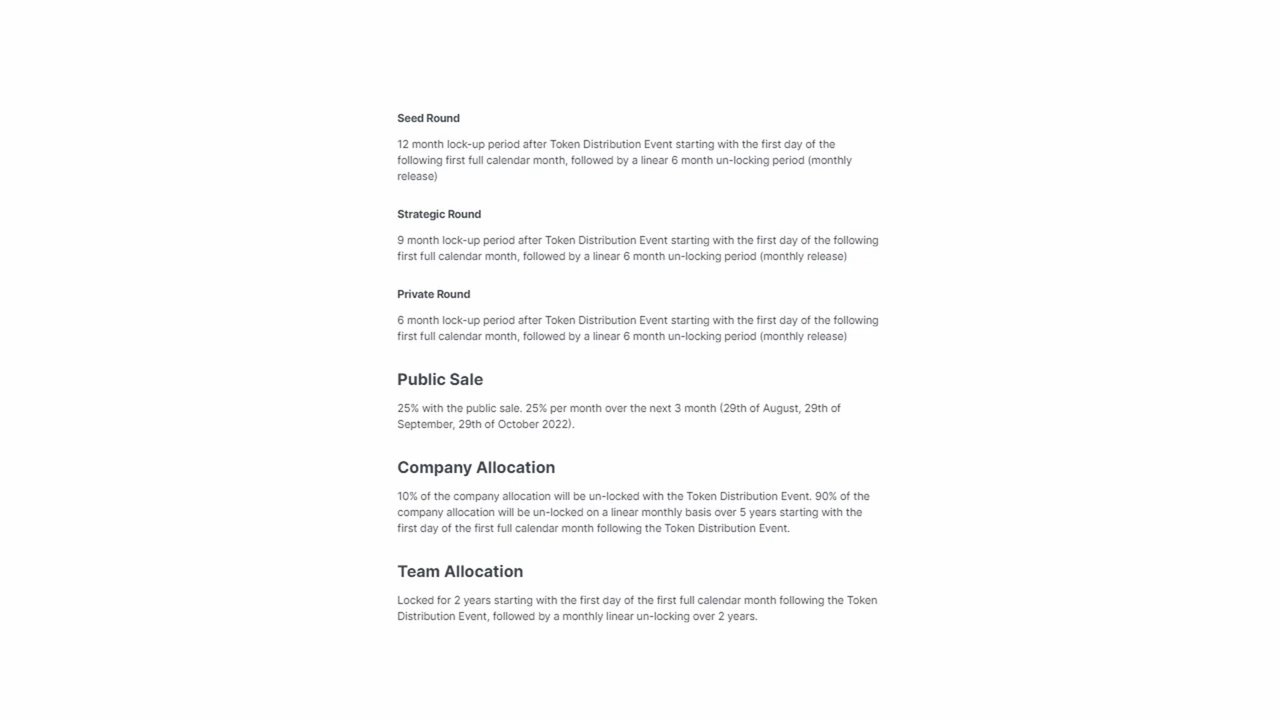 Seed Round
12 month lock-up period after Token Distribution Event starting with the first day of the
following first full calendar month, followed by a linear 6 month un-locking period (monthly
release)
Strategic Round
9 month lock-up period after Token Distribution Event starting with the first day of the following
first full calendar month, followed by a linear 6 month un-locking period (monthly release)
Private Round
6 month lock-up period after Token Distribution Event starting with the first day of the following
first full calendar month, followed by a linear 6 month un-locking period (monthly release)
Public Sale
25% with the public sale. 25% per month over the next 3 month (29th of August, 29th of
September, 29th of October 2022).
Company Allocation
10% of the company allocation will be un-locked with the Token Distribution Event. 90% of the
company allocation will be un-locked on a linear monthly basis over 5 years starting with the
first day of the first full calendar month following the Token Distribution Event.
Team Allocation
Locked for 2 years starting with the first day of the first full calendar month following the Token
Distribution Event, followed by a monthly linear un-locking over 2 years.